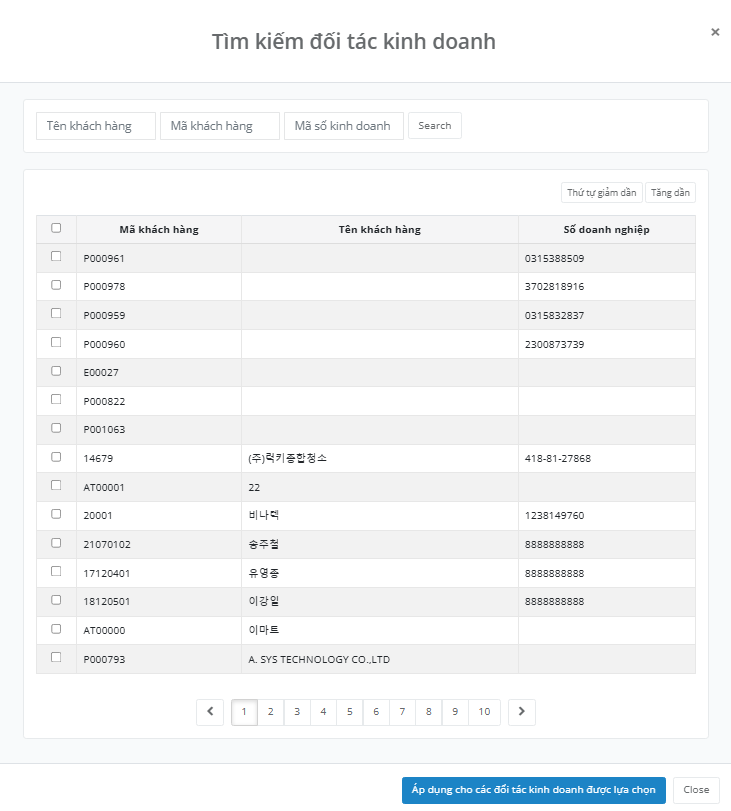 Tìm kiếm đối tác kinh doanh ×
Tên khách hàng Mã khách hàng Mã số kinh doanh Search
Thứ tự giảm dần Tăng dần
Mã khách hàng Tên khách hàng Số doanh nghiệp
P000961 0315388509
P000978 3702818916
P000959 0315832837
P000960 2300873739
E00027
P000822
P001063
14679 (주)럭키종합청소 418-81-27868
AT00001 22
20001 비나텍 1238149760
21070102 송주철 8888888888
17120401 유영종 8888888888
18120501 이강일 8888888888
AT00000 이마트
P000793 A. SYS TECHNOLOGY CO.,LTD
1 2 3 4 5 6 7 8 9 10
Áp dụng cho các đối tác kinh doanh được lựa chọn Close